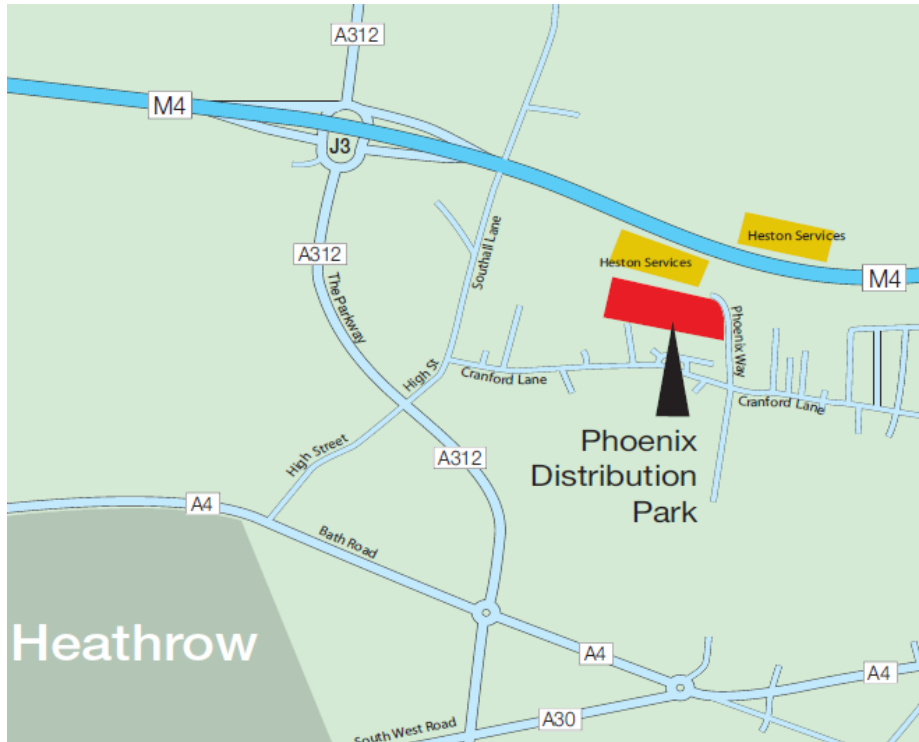 A312
M4
J3
A312
The Parkway
Southall Lane
Heston Services
Heston Services
M4
Phoenix Way
High St
Cranford Lane
Cranford Lane
High Street
A312
Phoenix
Distribution
Park
A4
Bath Road
Heathrow
A4
A4
South West Road
A30